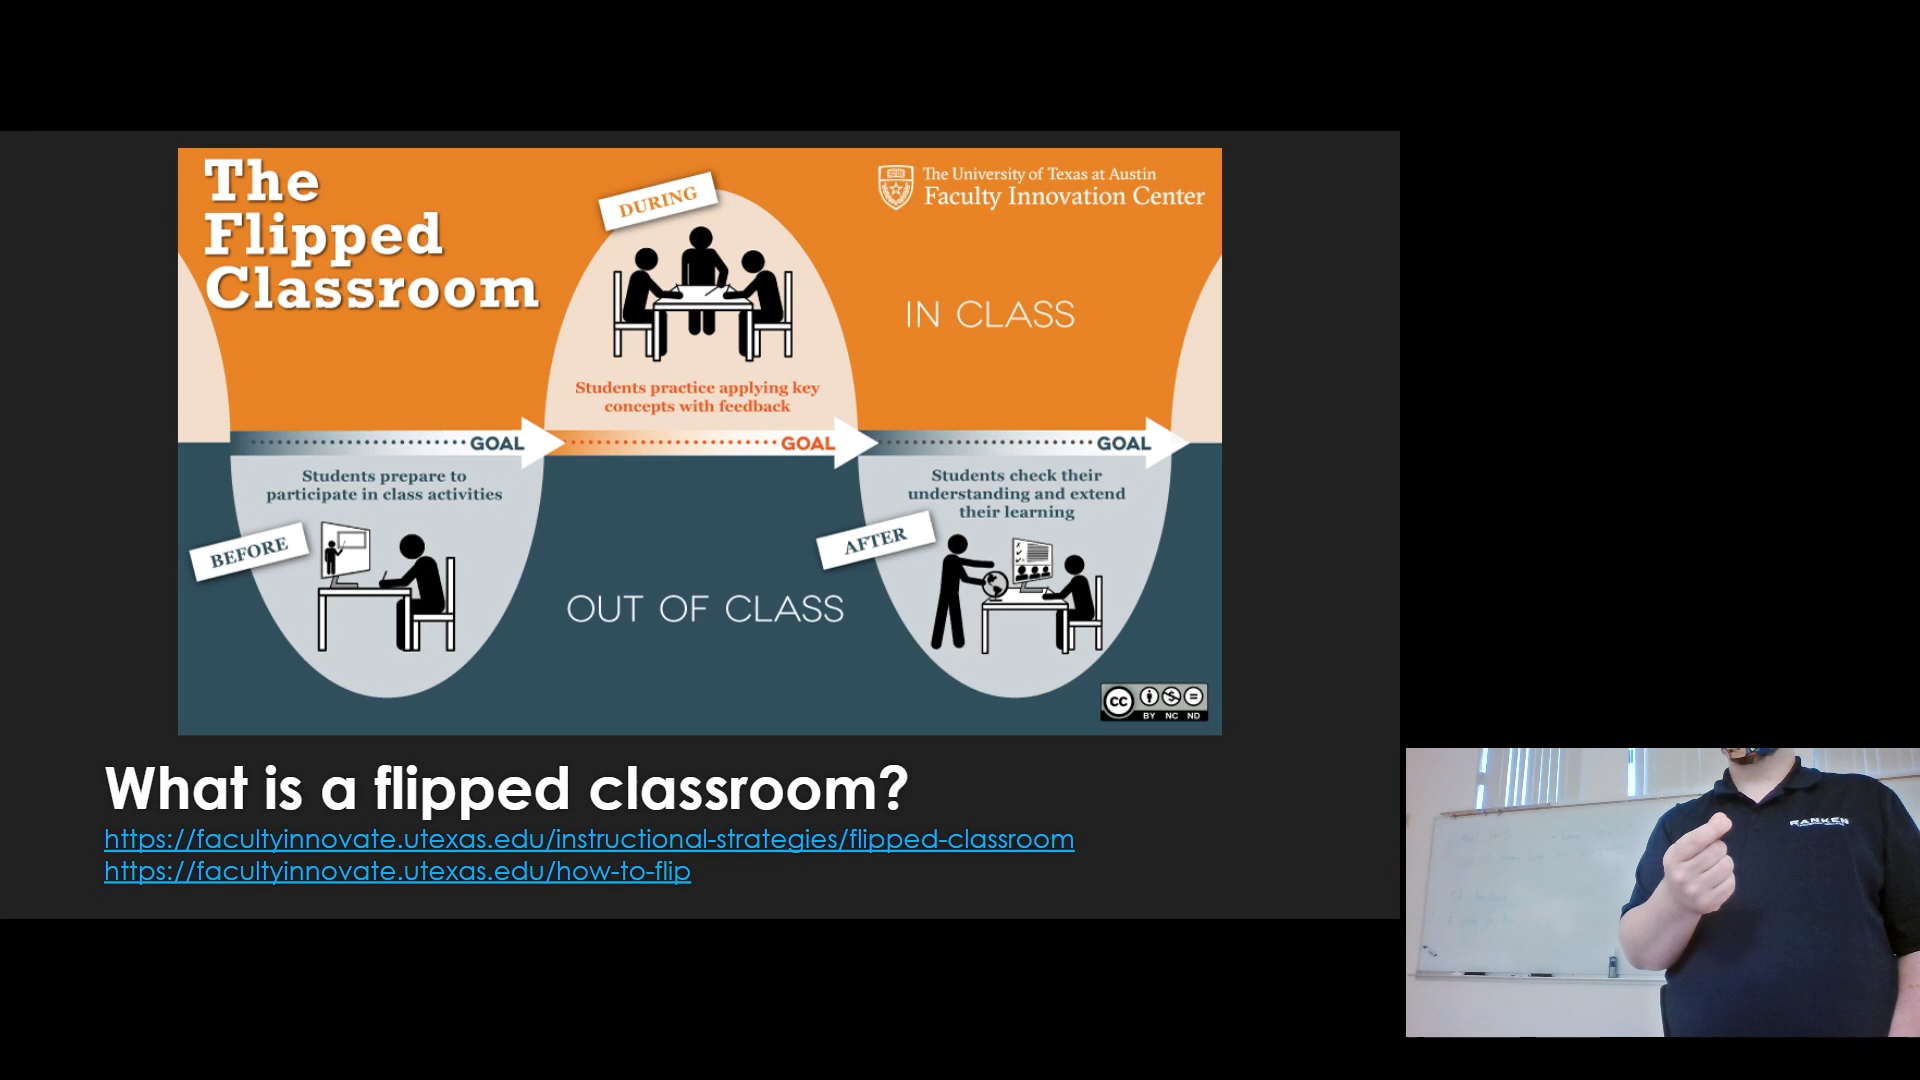 The
Flipped
Classroom
DURING
The University of Texas at Austin
Faculty Innovation Center
IN CLASS
Students practice applying key
concepts with feedback
GOAL
GOAL
GOAL
Students prepare to
participate in class activities
BEFORE
OUT OF CLASS
Students check their
understanding and extend
their learning
AFTER
CC
BY NC ND
What is a flipped classroom?
https://facultyinnovate.utexas.edu/instructional-strategies/flipped-classroom
https://facultyinnovate.utexas.edu/how-to-flip
RANKEN